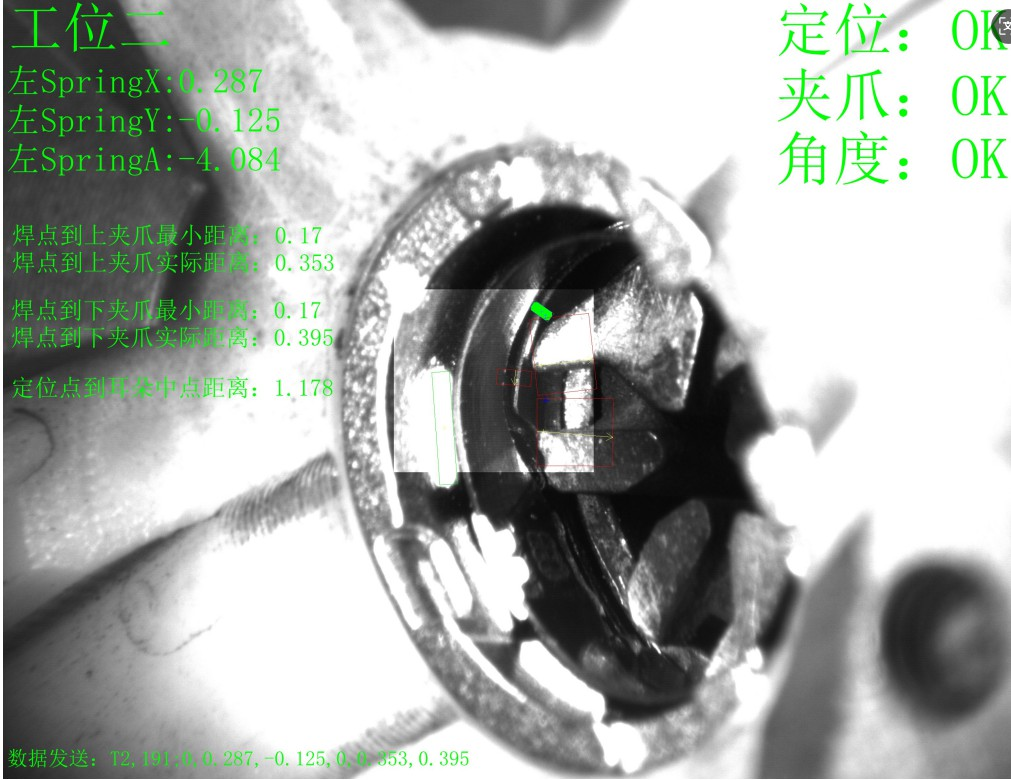 工位二
左SpringX:0.287
左SpringY:-0.125
左SpringA:-4.084
定位：OK
夹爪：OK
角度：OK
焊点到上夹爪最小距离：0.17
焊点到上夹爪实际距离：0.353
焊点到下夹爪最小距离：0.17
焊点到下夹爪实际距离：0.395
定位点到耳朵中点距离：1.178
数据发送：T2,191,0,0.287,-0.125,0,0.353,0.395